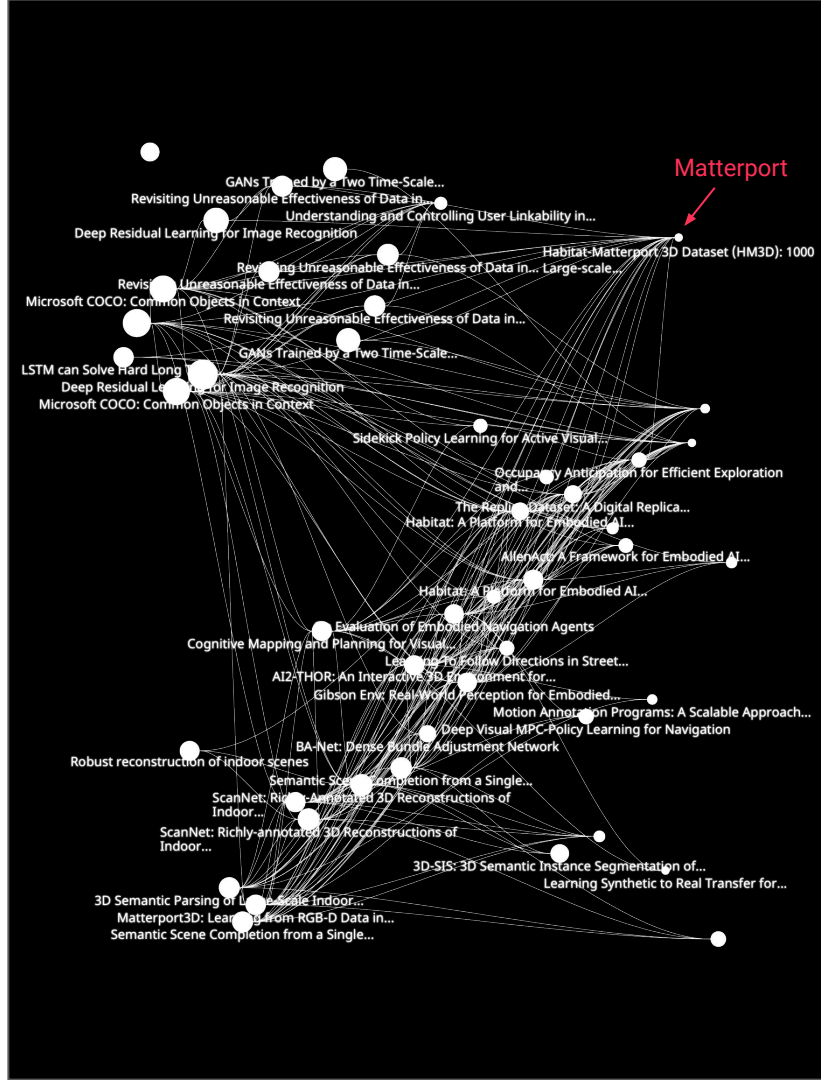 Matterport
GANs Trained by a Two Time-Scale...
Revisiting Unreasonable Effectiveness of Data in...
Understanding and Controlling User Linkability in...
Deep Residual Learning for Image Recognition
Habitat-Matterport 3D Dataset (HM3D): 1000
Large-scale...
Revisiting Unreasonable Effectiveness of Data in...
Revisiting Unreasonable Effectiveness of Data in...
Microsoft COCO: Common Objects in Context
Revisiting Unreasonable Effectiveness of Data in...
GANs Trained by a Two Time-Scale...
LSTM can Solve Hard Long
Deep Residual Learning for Image Recognition
Microsoft COCO: Common Objects in Context
Sidekick Policy Learning for Active Visual...
Occupancy Anticipation for Efficient Exploration
and...
The Replica Dataset: A Digital Replica...
Habitat: A Platform for Embodied AI...
AllenAct: A Framework for Embodied AI...
Habitat: A Platform for Embodied AI...
Evaluation of Embodied Navigation Agents
Cognitive Mapping and Planning for Visual...
Learning To Follow Directions in Street...
AI2-THOR: An Interactive 3D Environment for...
Gibson Env: Real-World Perception for Embodied...
Motion Annotation Programs: A Scalable Approach...
Deep Visual MPC-Policy Learning for Navigation
BA-Net: Dense Bundle Adjustment Network
Robust reconstruction of indoor scenes
Semantic Scene Completion from a Single...
ScanNet: Richly-Annotated 3D Reconstructions of
Indoor...
ScanNet: Richly-annotated 3D Reconstructions of
Indoor...
3D-SIS: 3D Semantic Instance Segmentation of...
Learning Synthetic to Real Transfer for...
3D Semantic Parsing of Large-Scale Indoor...
Matterport3D: Learning from RGB-D Data in...
Semantic Scene Completion from a Single...